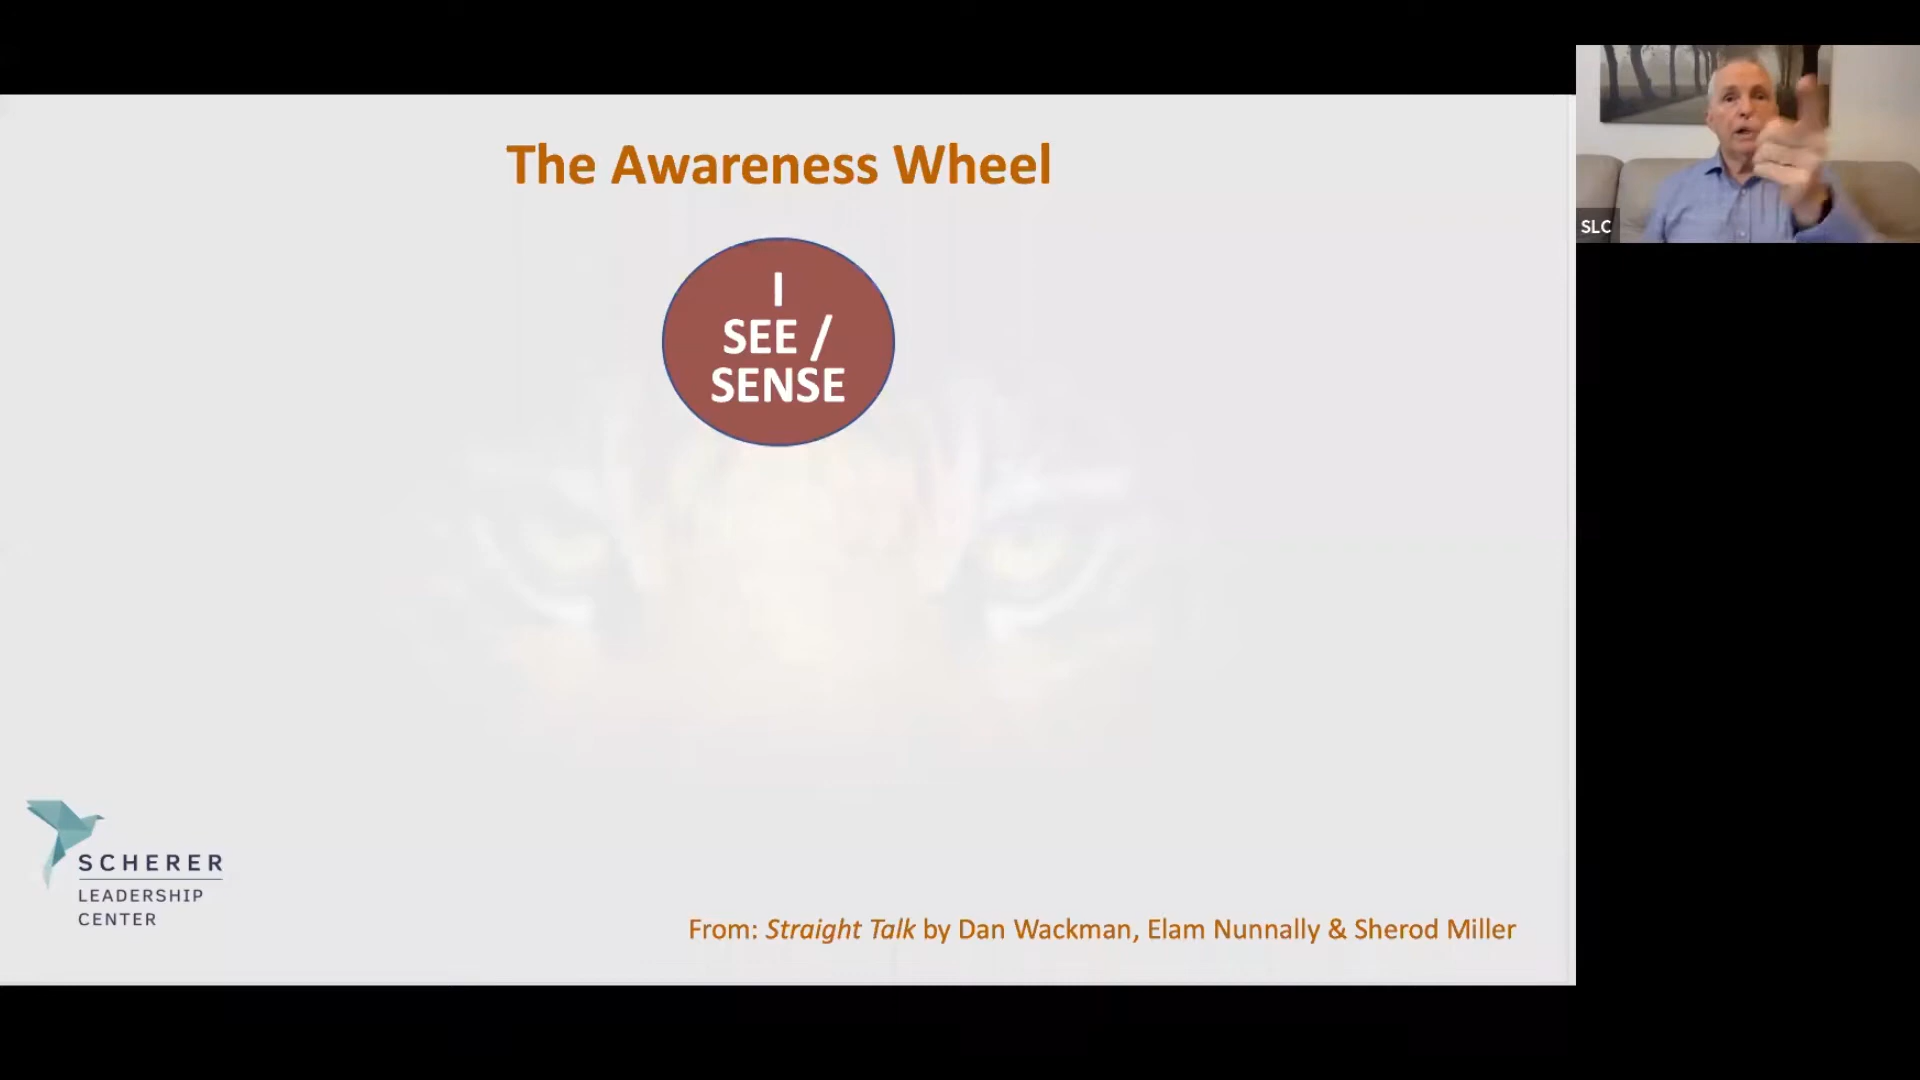 The Awareness Wheel
I
SEE /
SENSE
SLC
SCHERER
LEADERSHIP
CENTER
From: Straight Talk by Dan Wackman, Elam Nunnally & Sherod Miller